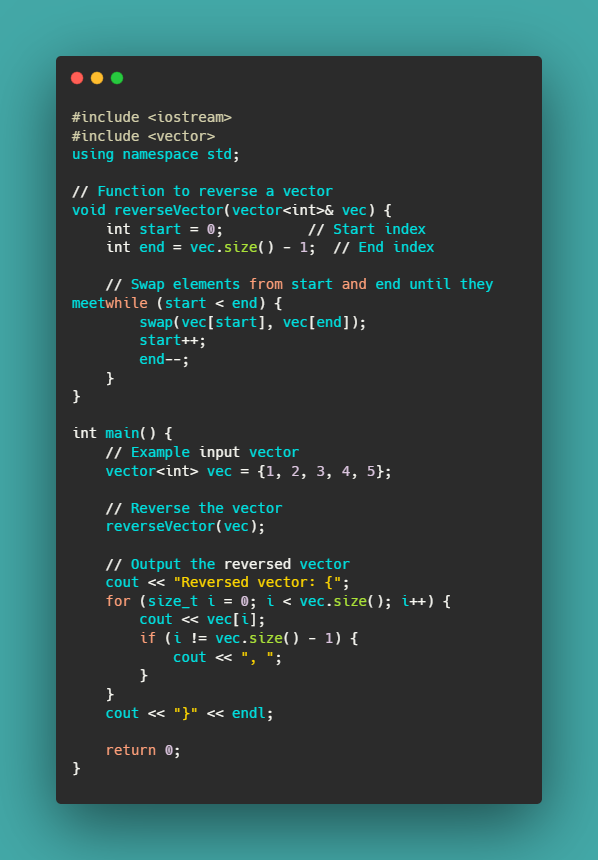 #include <iostream>
#include <vector>
using namespace std;

// Function to reverse a vector
void reverseVector(vector<int>& vec) {
    int start = 0;          // Start index
    int end = vec.size() - 1;  // End index

    // Swap elements from start and end until they
meetwhile (start < end) {
        swap(vec[start], vec[end]);
        start++;
        end--;
    }
}

int main() {
    // Example input vector
    vector<int> vec = {1, 2, 3, 4, 5};

    // Reverse the vector
    reverseVector(vec);

    // Output the reversed vector
    cout << "Reversed vector: {";
    for (size_t i = 0; i < vec.size(); i++) {
        cout << vec[i];
        if (i != vec.size() - 1) {
            cout << ", ";
        }
    }
    cout << "}" << endl;

    return 0;
}